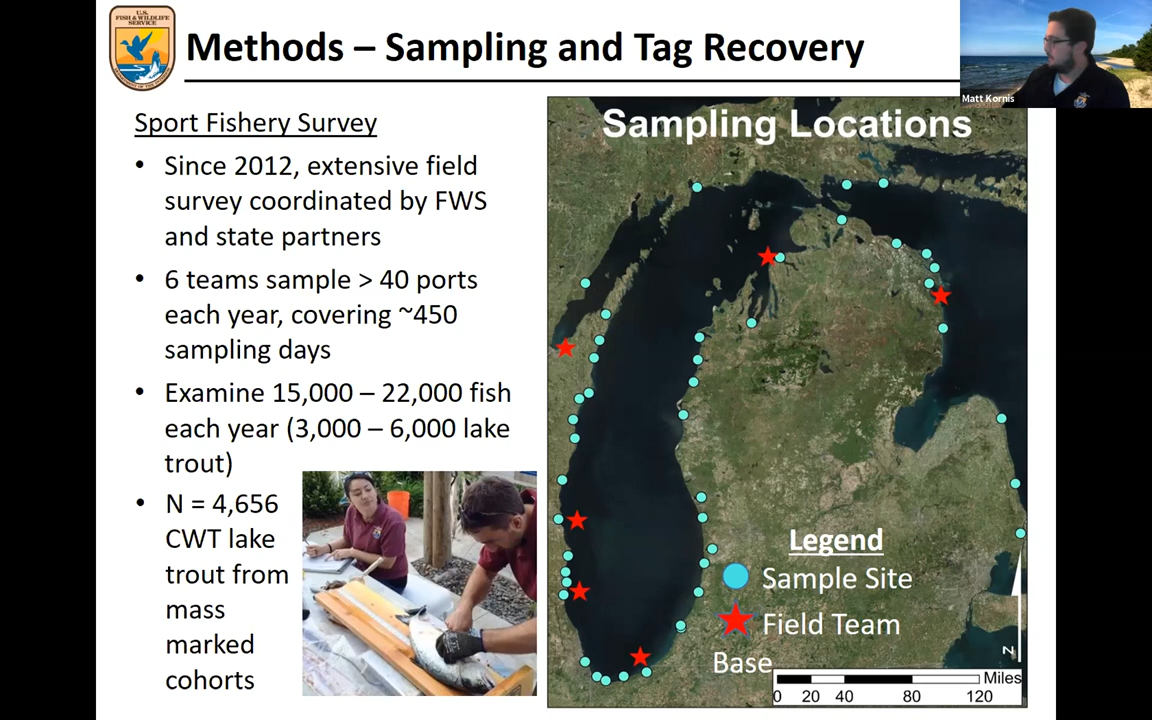 U.S.
FISH & WILDLIFE
SERVICE
Methods – Sampling and Tag Recovery
Matt Kornis
Sport Fishery Survey
• Since 2012, extensive field
survey coordinated by FWS
and state partners
• 6 teams sample > 40 ports
each year, covering ~450
sampling days
• Examine 15,000 – 22,000 fish
each year (3,000 – 6,000 lake
trout)
• N = 4,656
CWT lake
trout from
mass
marked
cohorts
Sampling Locations
Legend
Sample Site
Field Team
Base
N
Miles
0 20 40 80 120